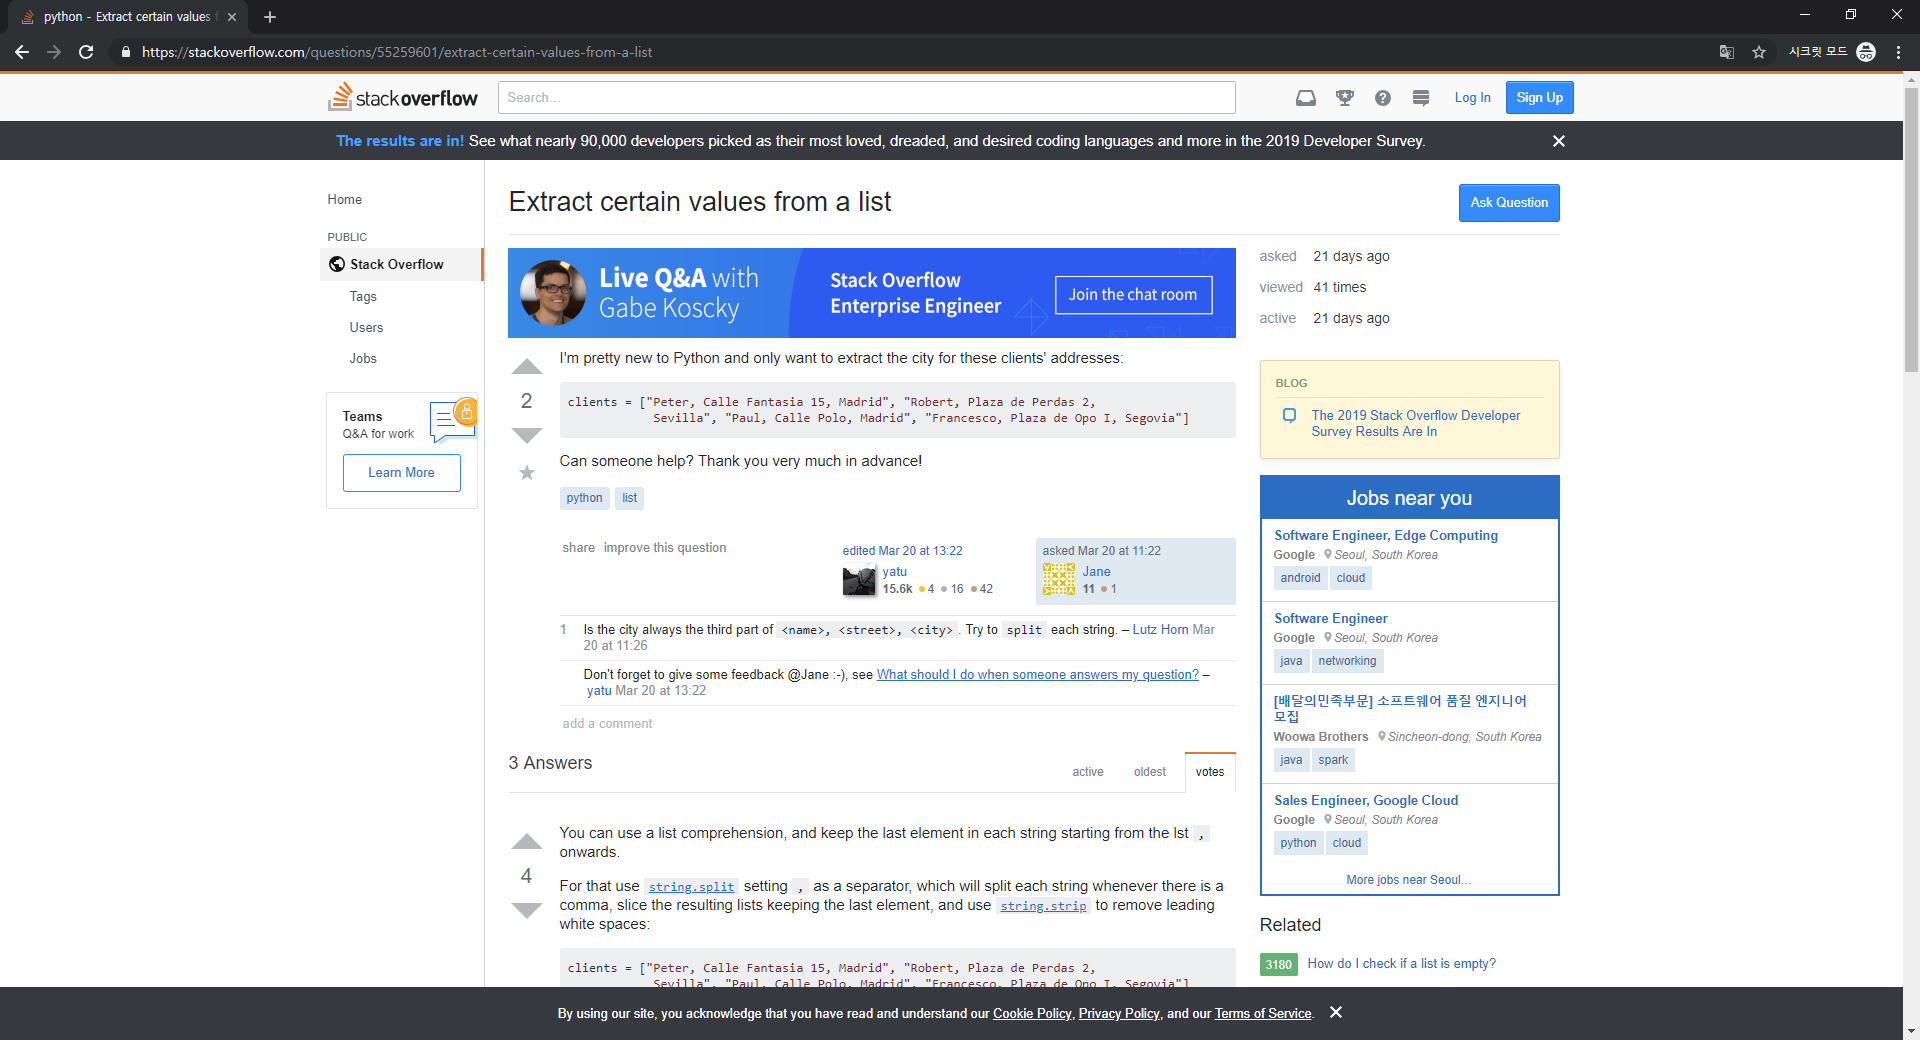 python - Extract certain values f
https://stackoverflow.com/questions/55259601/extract-certain-values-from-a-list
시크릿 모드
stackoverflow
Search...
Log In
Sign Up
The results are in! See what nearly 90,000 developers picked as their most loved, dreaded, and desired coding languages and more in the 2019 Developer Survey.
Home
PUBLIC
Stack Overflow
Tags
Users
Jobs
Teams
Q&A for work
Learn More
Extract certain values from a list
Ask Question
Live Q&A with
Gabe Koscky
Stack Overflow
Enterprise Engineer
Join the chat room
2
I'm pretty new to Python and only want to extract the city for these clients' addresses:
clients = ["Peter, Calle Fantasia 15, Madrid", "Robert, Plaza de Perdas 2,
Sevilla", "Paul, Calle Polo, Madrid", "Francesco, Plaza de Opo I, Segovia"]
Can someone help? Thank you very much in advance!
python list
share improve this question
edited Mar 20 at 13:22
yatu
15.6k 4 16 42
asked Mar 20 at 11:22
Jane
11 1
1 Is the city always the third part of <name>, <street>, <city>. Try to split each string. – Lutz Horn Mar
20 at 11:26
Don't forget to give some feedback @Jane :-), see What should I do when someone answers my question? –
yatu Mar 20 at 13:22
add a comment
3 Answers
active oldest votes
4
You can use a list comprehension, and keep the last element in each string starting from the lst ,
onwards.
For that use string.split setting , as a separator, which will split each string whenever there is a
comma, slice the resulting lists keeping the last element, and use string.strip to remove leading
white spaces:
clients = ["Peter, Calle Fantasia 15, Madrid", "Robert, Plaza de Perdas 2,
Sevilla", "Paul, Calle Polo, Madrid", "Francesco, Plaza de Opo I, Segovia"]
asked 21 days ago
viewed 41 times
active 21 days ago
BLOG
The 2019 Stack Overflow Developer
Survey Results Are In
Jobs near you
Software Engineer, Edge Computing
Google Seoul, South Korea
android cloud
Software Engineer
Google Seoul, South Korea
java networking
[배달의민족부문] 소프트웨어 품질 엔지니어
모집
Woowa Brothers Sincheon-dong, South Korea
java spark
Sales Engineer, Google Cloud
Google Seoul, South Korea
python cloud
More jobs near Seoul...
Related
3180 How do I check if a list is empty?
By using our site, you acknowledge that you have read and understand our Cookie Policy, Privacy Policy, and our Terms of Service.